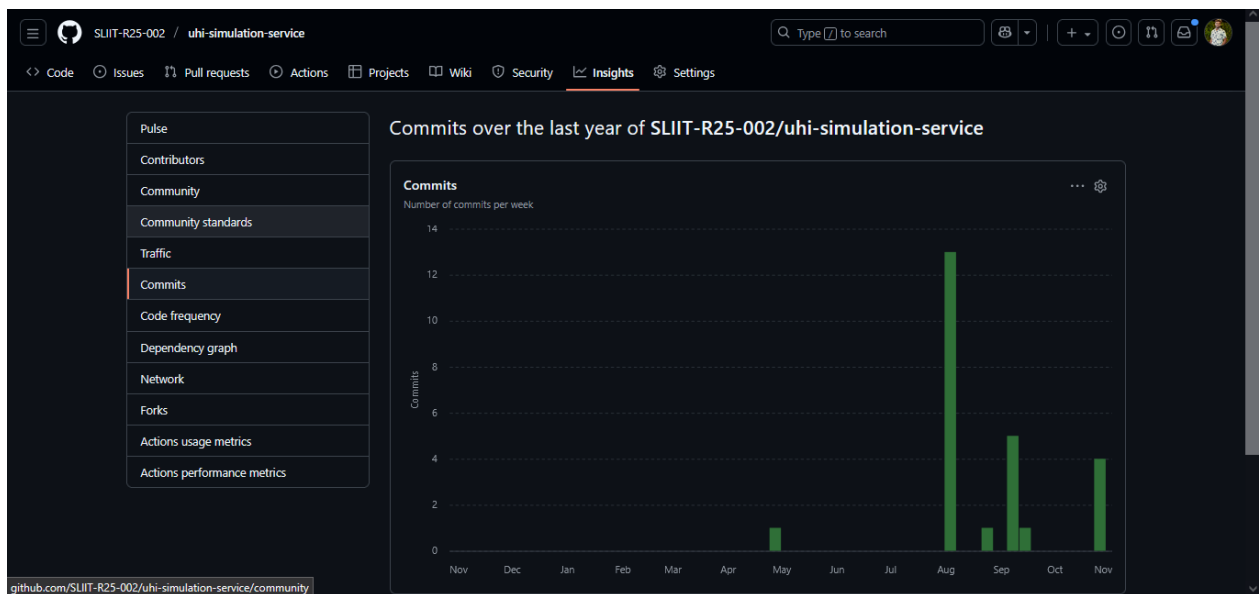 SLIIT-R25-002 / uhi-simulation-service
Type / to search
Code Issues Pull requests Actions Projects Wiki Security Insights Settings
Pulse
Contributors
Community
Community standards
Traffic
Commits
Code frequency
Dependency graph
Network
Forks
Actions usage metrics
Actions performance metrics
Commits over the last year of SLIIT-R25-002/uhi-simulation-service
Commits
Number of commits per week
14
12
10
8
6
4
2
0
Commits
Nov Dec Jan Feb Mar Apr May Jun Jul Aug Sep Oct Nov
github.com/SLIIT-R25-002/uhi-simulation-service/community